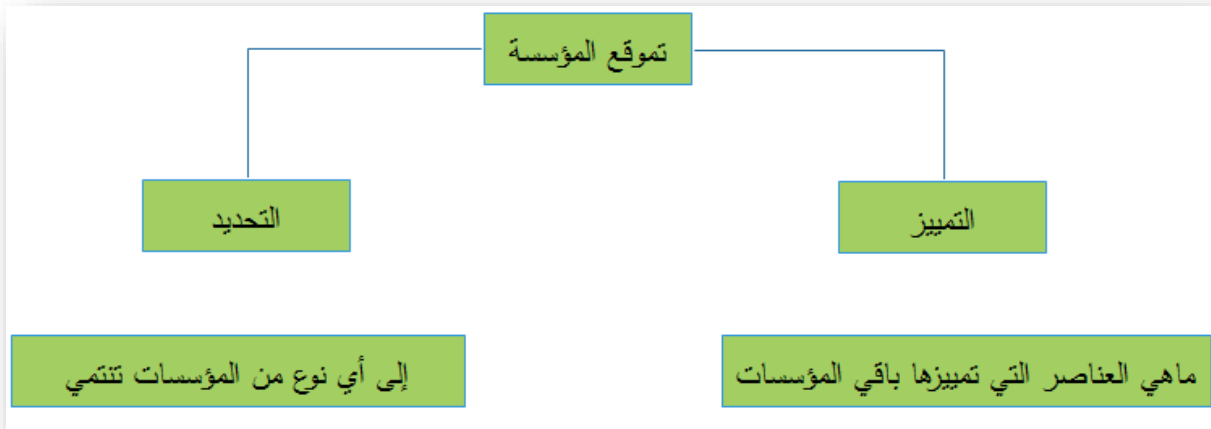 تموقع المؤسسة
التمييز
التحديد
ماهي العناصر التي تمييزها باقي المؤسسات
إلى أي نوع من المؤسسات تنتمي